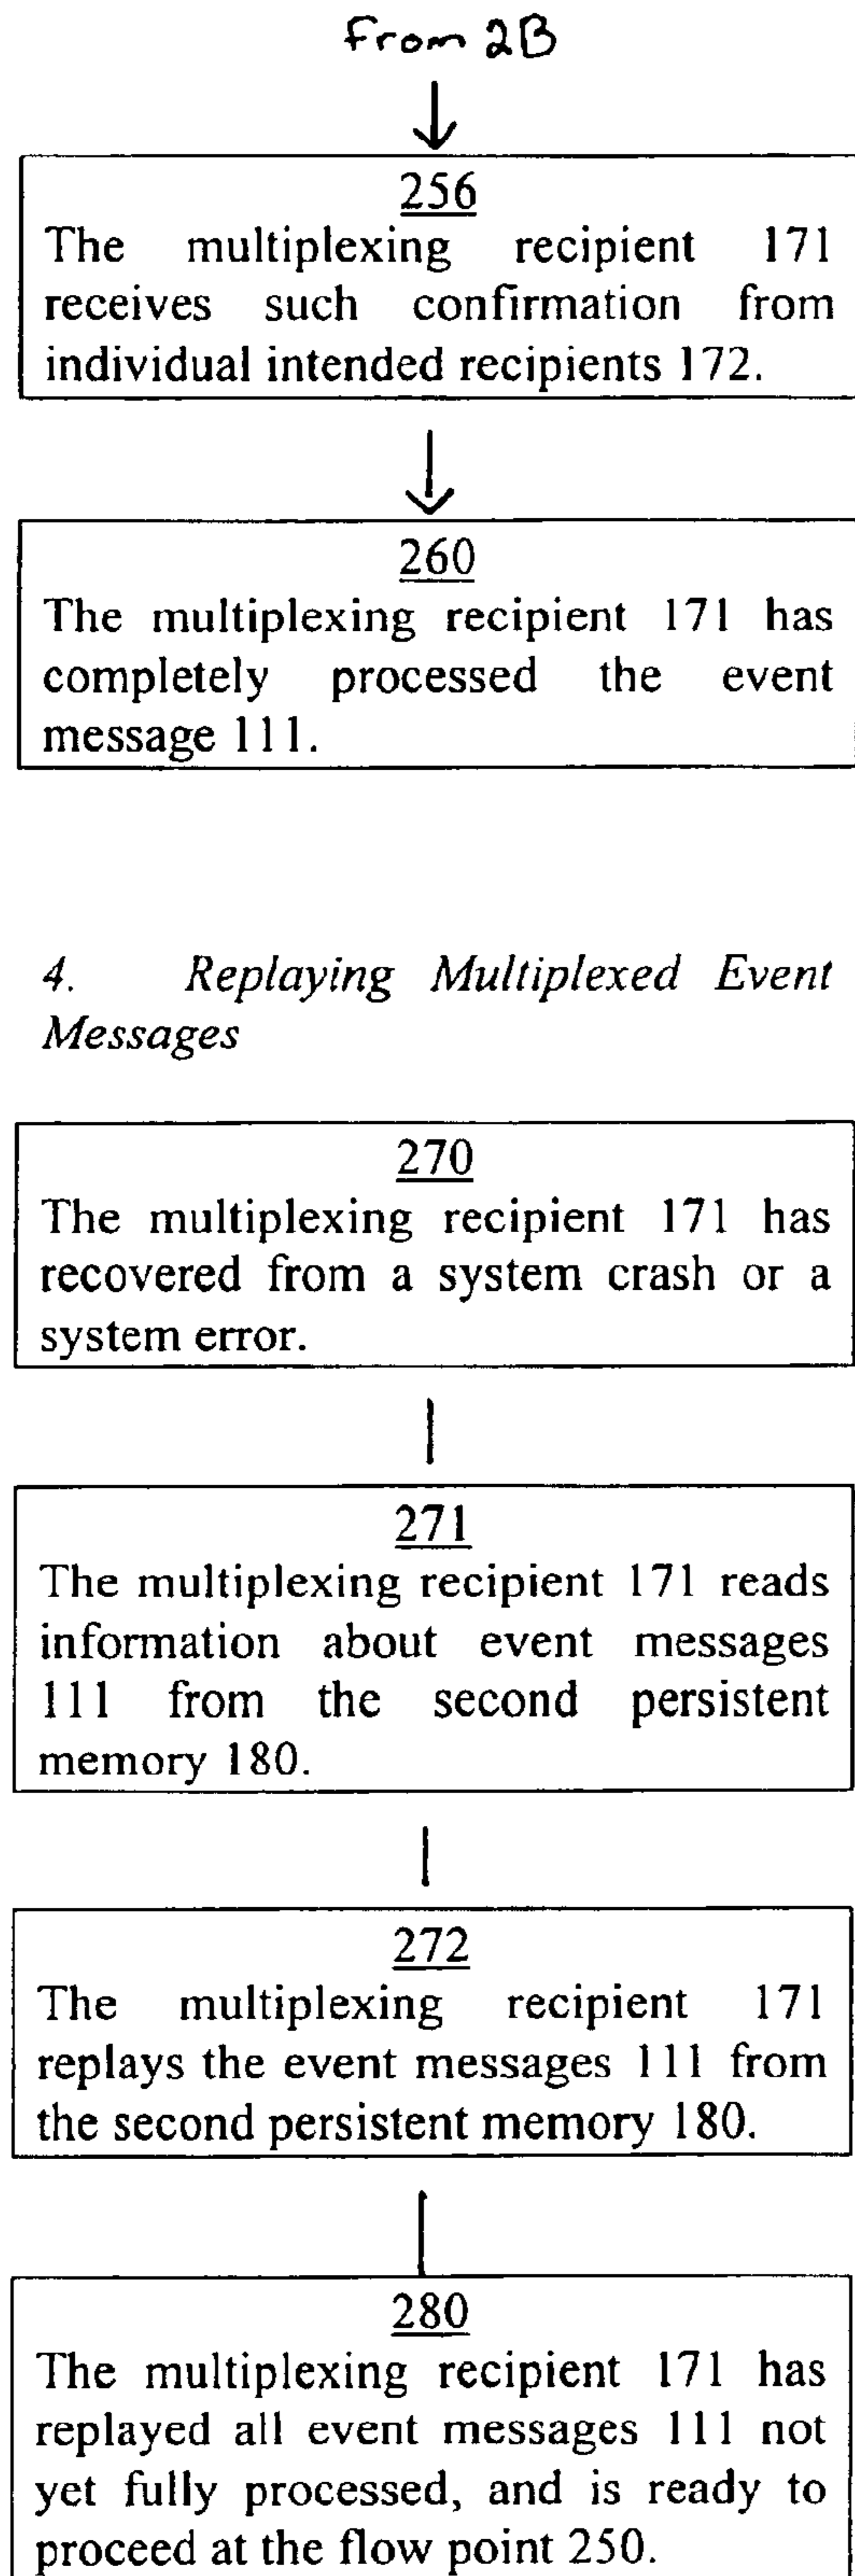 From 2B
256
The multiplexing recipient 171
receives such confirmation from
individual intended recipients 172.
260
The multiplexing recipient 171 has
completely processed the event
message 111.
4. Replaying Multiplexed Event
Messages
270
The multiplexing recipient 171 has
recovered from a system crash or a
system error.
271
The multiplexing recipient 171 reads
information about event messages
111 from the second persistent
memory 180.
272
The multiplexing recipient 171
replays the event messages 111 from
the second persistent memory 180.
280
The multiplexing recipient 171 has
replayed all event messages 111 not
yet fully processed, and is ready to
proceed at the flow point 250.